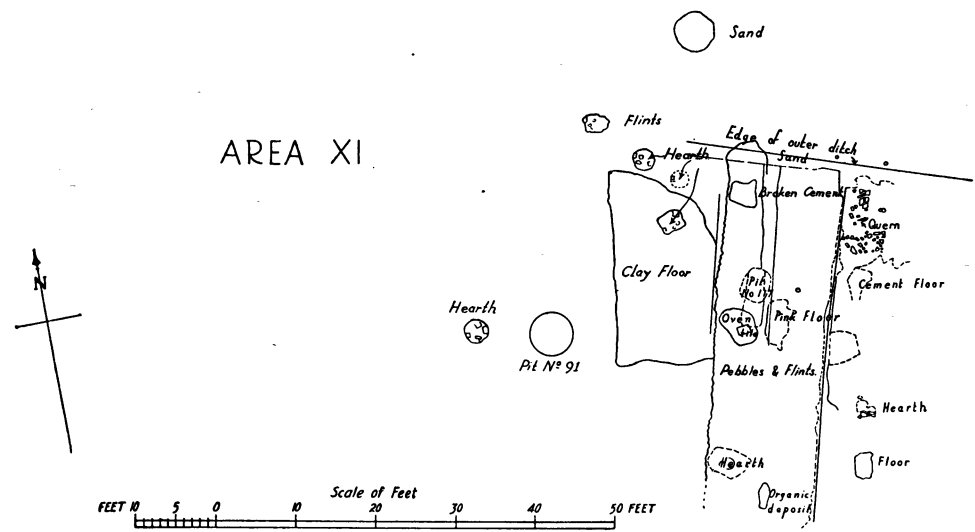 Sand
Flints
Edge of outer ditch
AREA XI
Hearth
Sand
Broken Cement
Quern
Clay Floor
Cement Floor
N
Pit
Hearth
Oven
tile
Pink Floor
Pit Nº 91
Pebbles & Flints
Hearth
Hearth
Floor
Organic
deposit
Scale of Feet
FEET 10 5 0 10 20 30 40 50 FEET